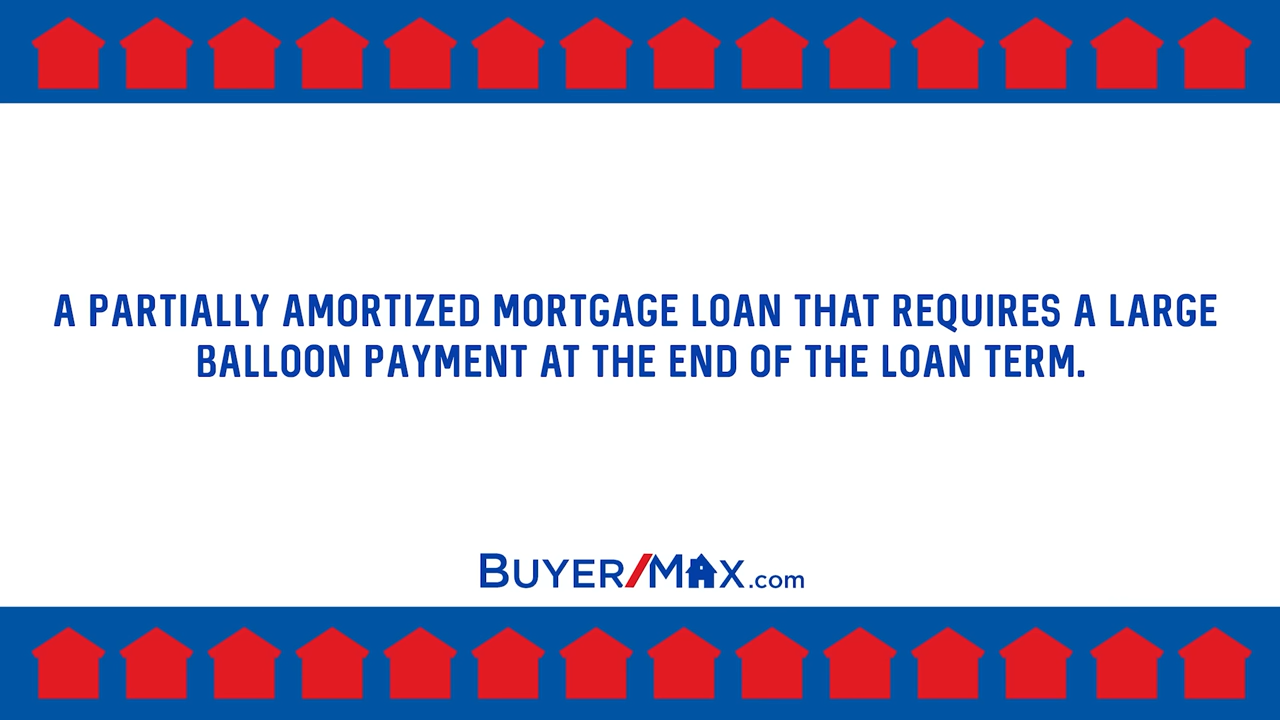 A PARTIALLY AMORTIZED MORTGAGE LOAN THAT REQUIRES A LARGE
BALLOON PAYMENT AT THE END OF THE LOAN TERM.
BUYER/MAX.com